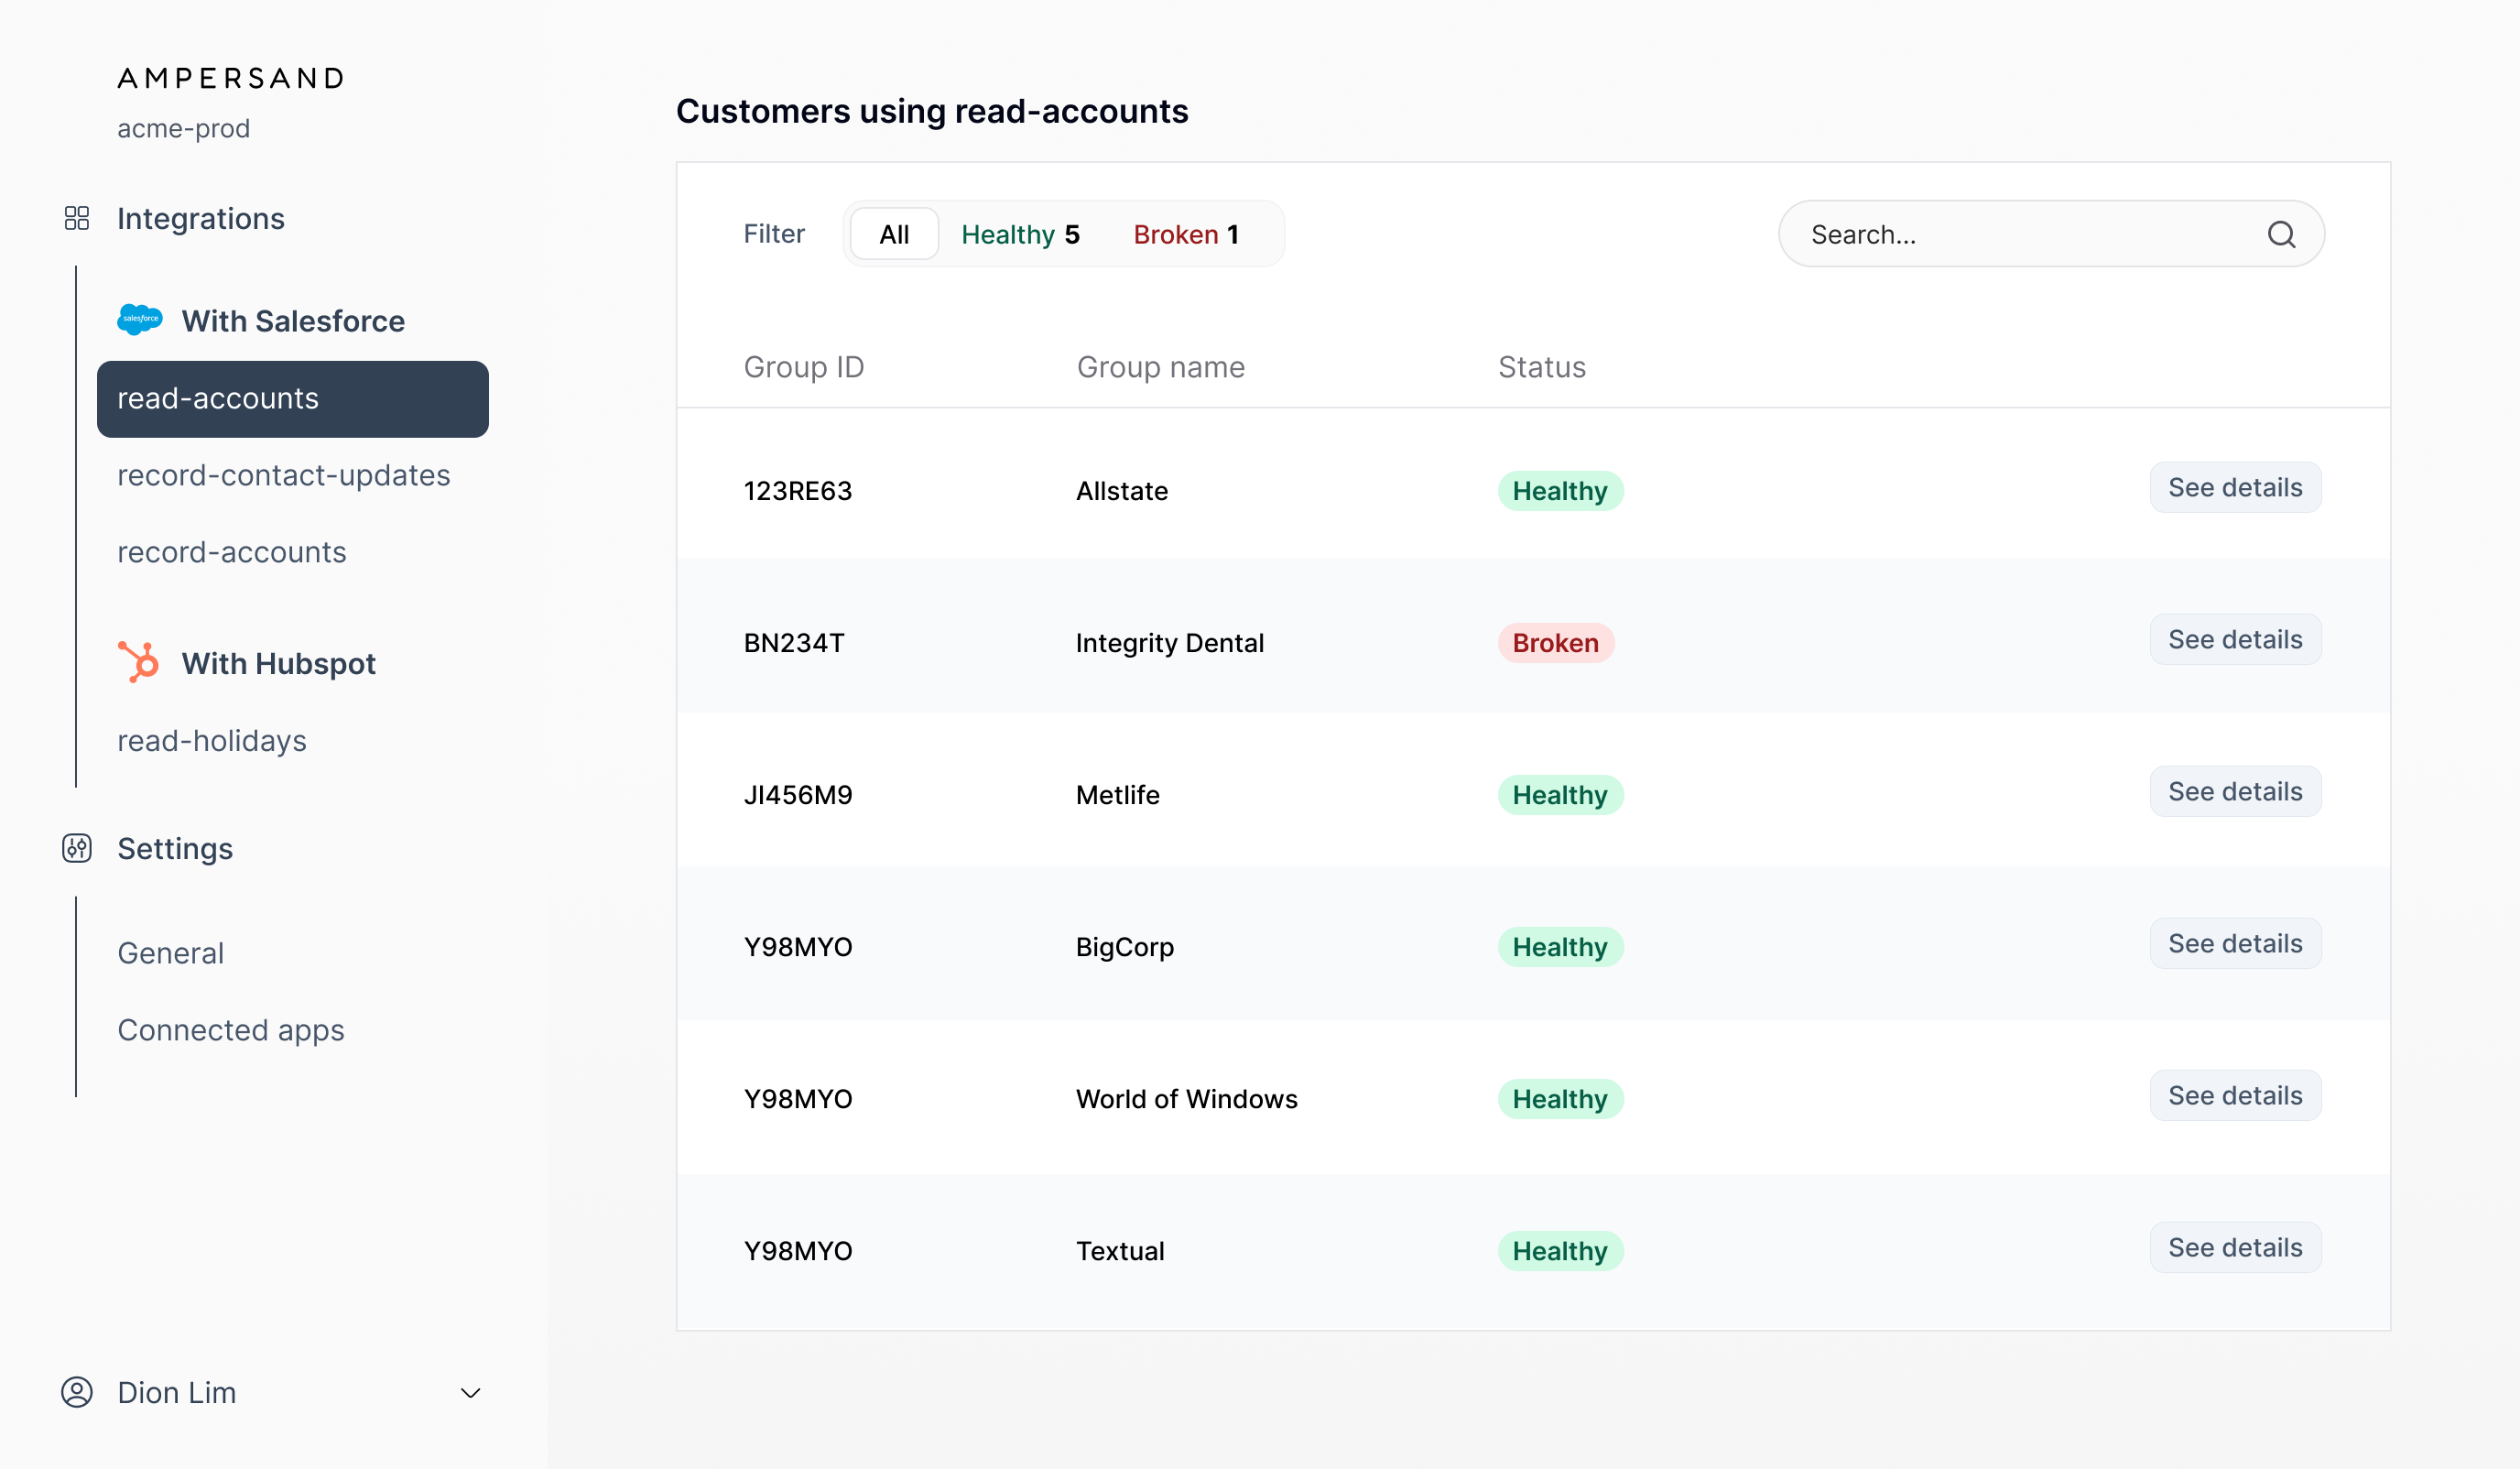 AMPERSAND
acme-prod
Integrations
salesforce
With Salesforce
read-accounts
record-contact-updates
record-accounts
With Hubspot
read-holidays
Settings
General
Connected apps
Dion Lim
Customers using read-accounts
Filter All Healthy 5 Broken 1 Search...
Group ID Group name Status
123RE63 Allstate Healthy See details
BN234T Integrity Dental Broken See details
JI456M9 Metlife Healthy See details
Y98MYO BigCorp Healthy See details
Y98MYO World of Windows Healthy See details
Y98MYO Textual Healthy See details